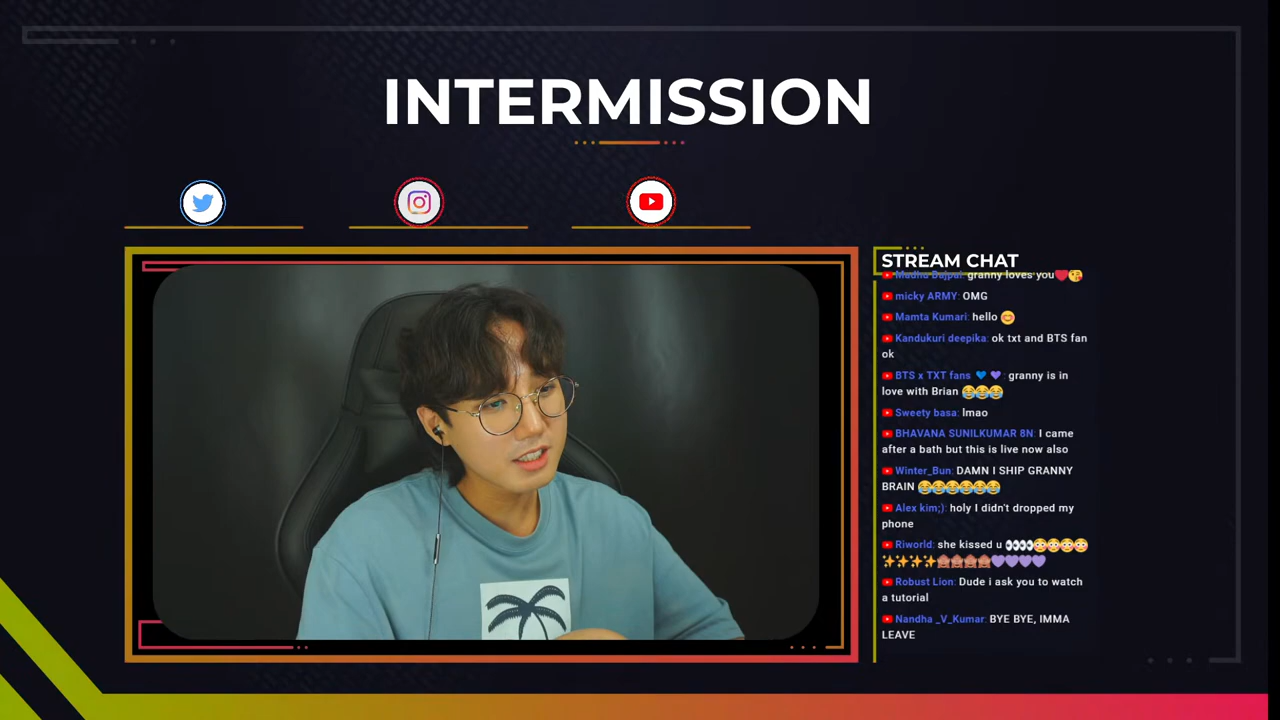 INTERMISSION
STREAM CHAT
Madhu Bajpai: granny loves you❤️😘
micky ARMY: OMG
Mamta Kumari: hello 😊
Kandukuri deepika: ok txt and BTS fan
ok
BTS x TXT fans 💙 💜 : granny is in
love with Brian 😂😂😂
Sweety basa: lmao
BHAVANA SUNILKUMAR 8N: I came
after a bath but this is live now also
Winter_Bun: DAMN I SHIP GRANNY
BRAIN 😂😂😂😂😂😂
Alex kim;): holy I didn't dropped my
phone
Riworld: she kissed u 👀👀👀👀😳😳😳😳
✨✨✨✨🙈🙈🙈🙈💜💜💜💜
Robust Lion: Dude i ask you to watch
a tutorial
Nandha _V_Kumar: BYE BYE, IMMA
LEAVE